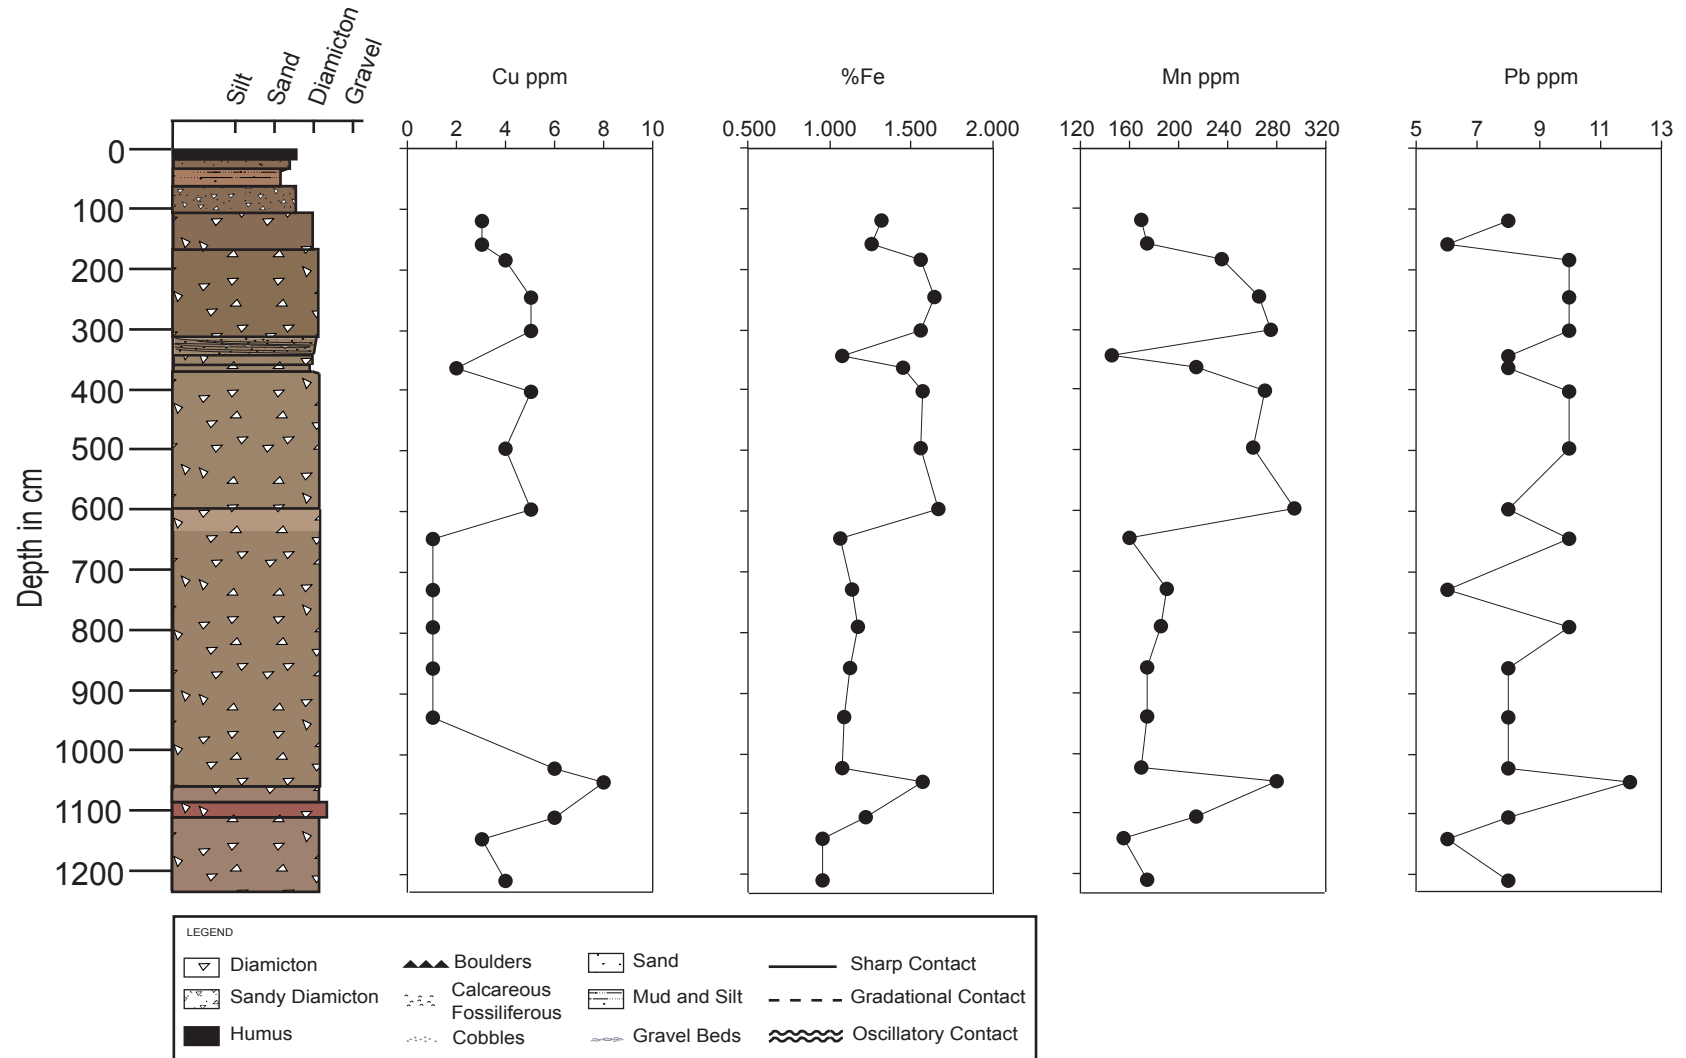 Silt Sand Diamicton Gravel
Cu ppm %Fe Mn ppm Pb ppm
0 2 4 6 8 10 0.500 1.000 1.500 2.000 120 160 200 240 280 320 5 7 9 11 13
0
100
200
300
400
500
600
700
800
900
1000
1100
1200
Depth in cm
LEGEND
Diamicton Boulders Sand Sharp Contact
Sandy Diamicton Calcareous Fossiliferous Mud and Silt Gradational Contact
Humus Cobbles Gravel Beds Oscillatory Contact